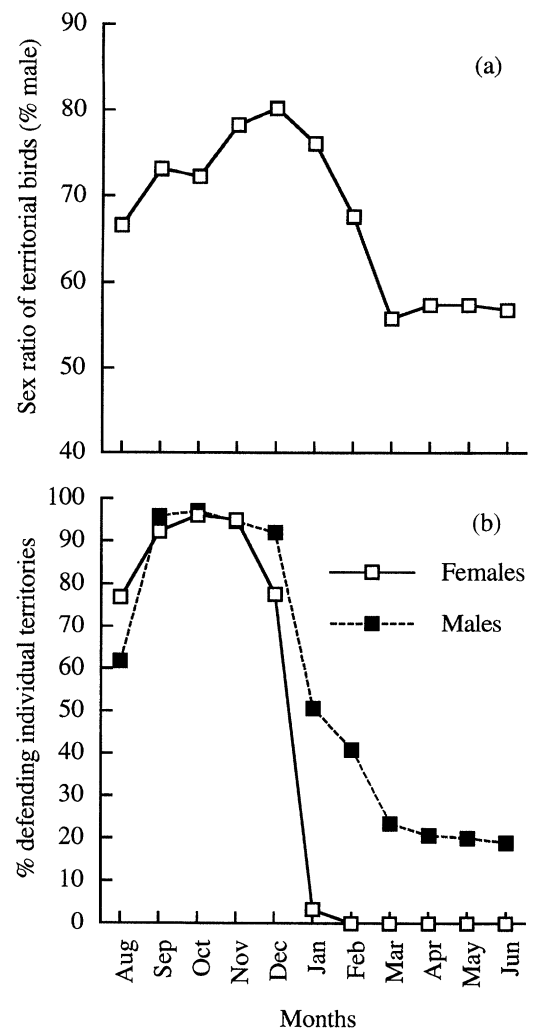 (a)
Sex ratio of territorial birds (% male)
90
80
70
60
50
40
(b)
Females
Males
% defending individual territories
100
90
80
70
60
50
40
30
20
10
0
Aug
Sep
Oct
Nov
Dec
Jan
Feb
Mar
Apr
May
Jun
Months